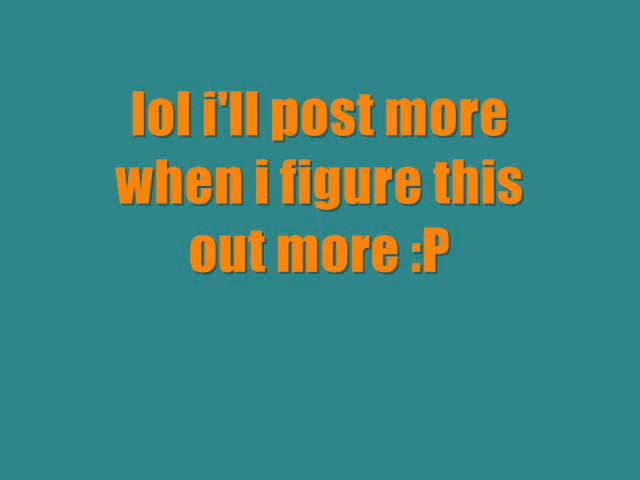 lol i'll post more
when i figure this
out more :P